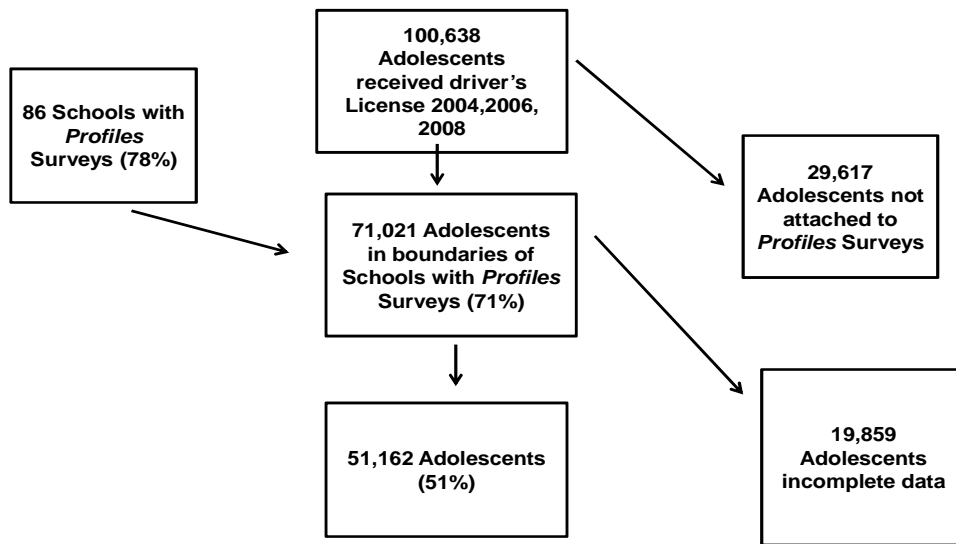 100,638
Adolescents
received driver's
License 2004,2006,
2008
86 Schools with
Profiles
Surveys (78%)
29,617
Adolescents not
attached to
Profiles Surveys
71,021 Adolescents
in boundaries of
Schools with Profiles
Surveys (71%)
51,162 Adolescents
(51%)
19,859
Adolescents
incomplete data